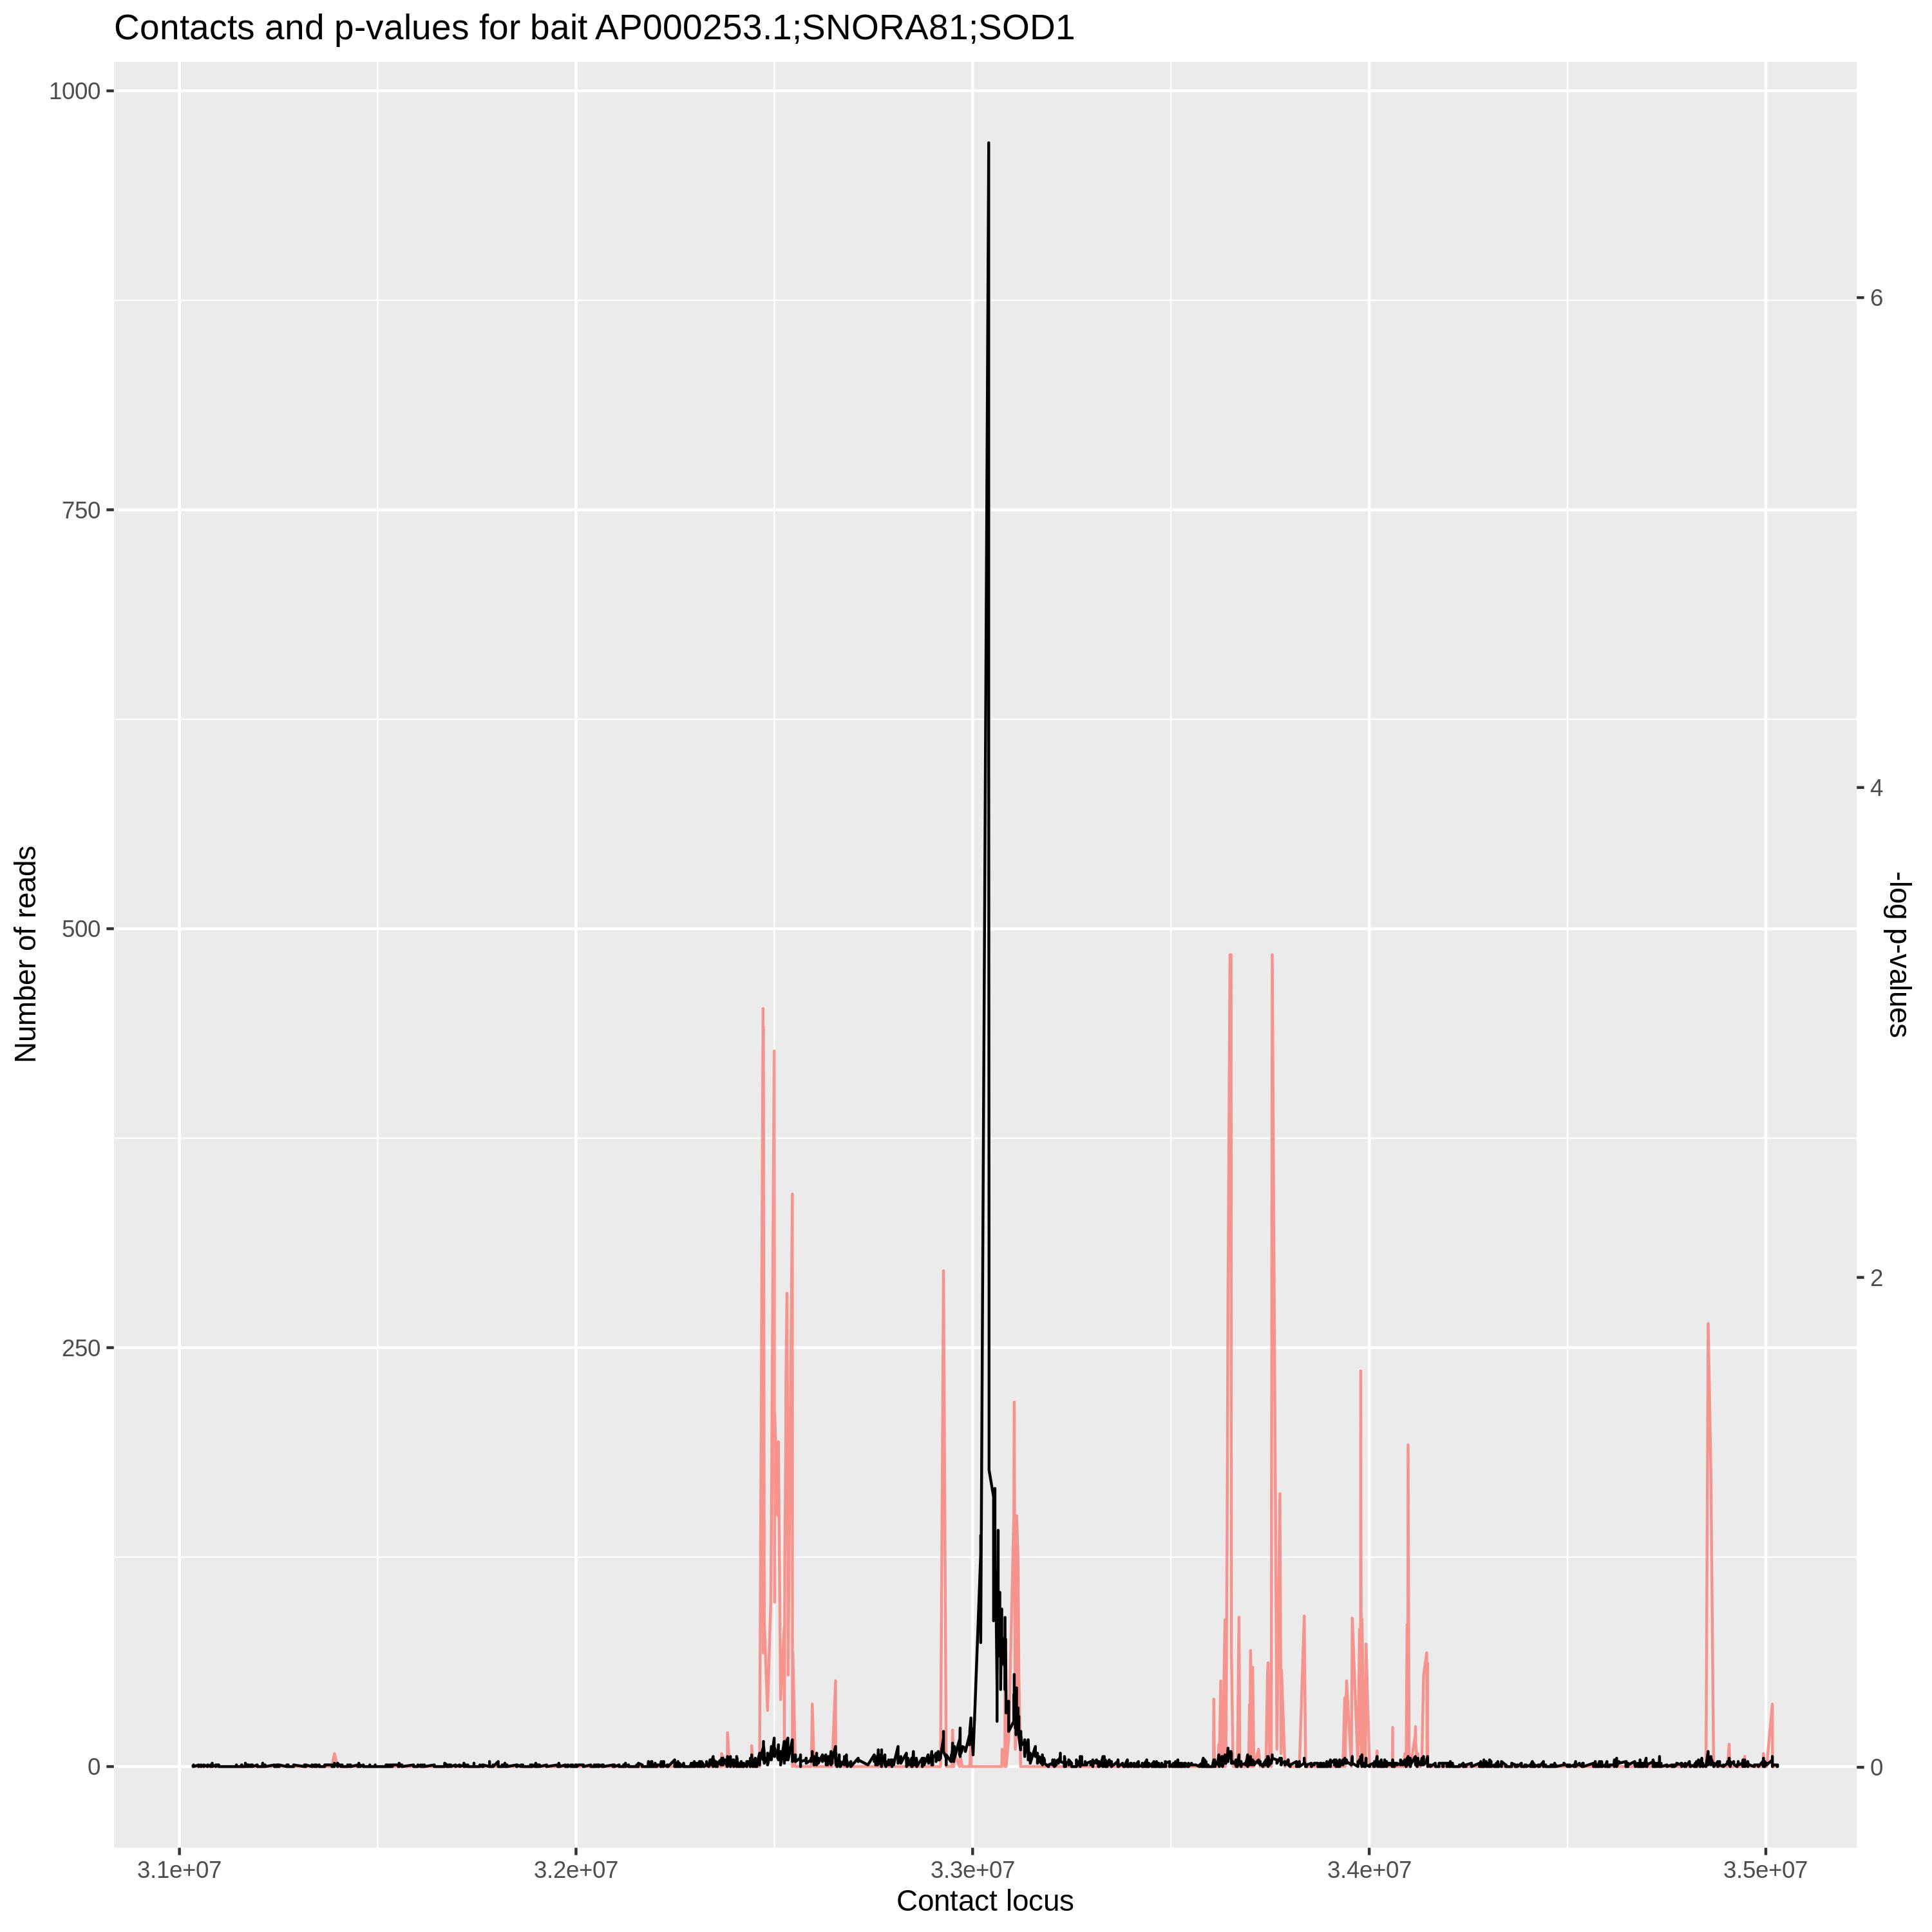 Contacts and p-values for bait AP000253.1;SNORA81;SOD1
1000
750
500
250
0
Number of reads
6
4
2
0
-log p-values
3.1e+07
3.2e+07
3.3e+07
3.4e+07
3.5e+07
Contact locus